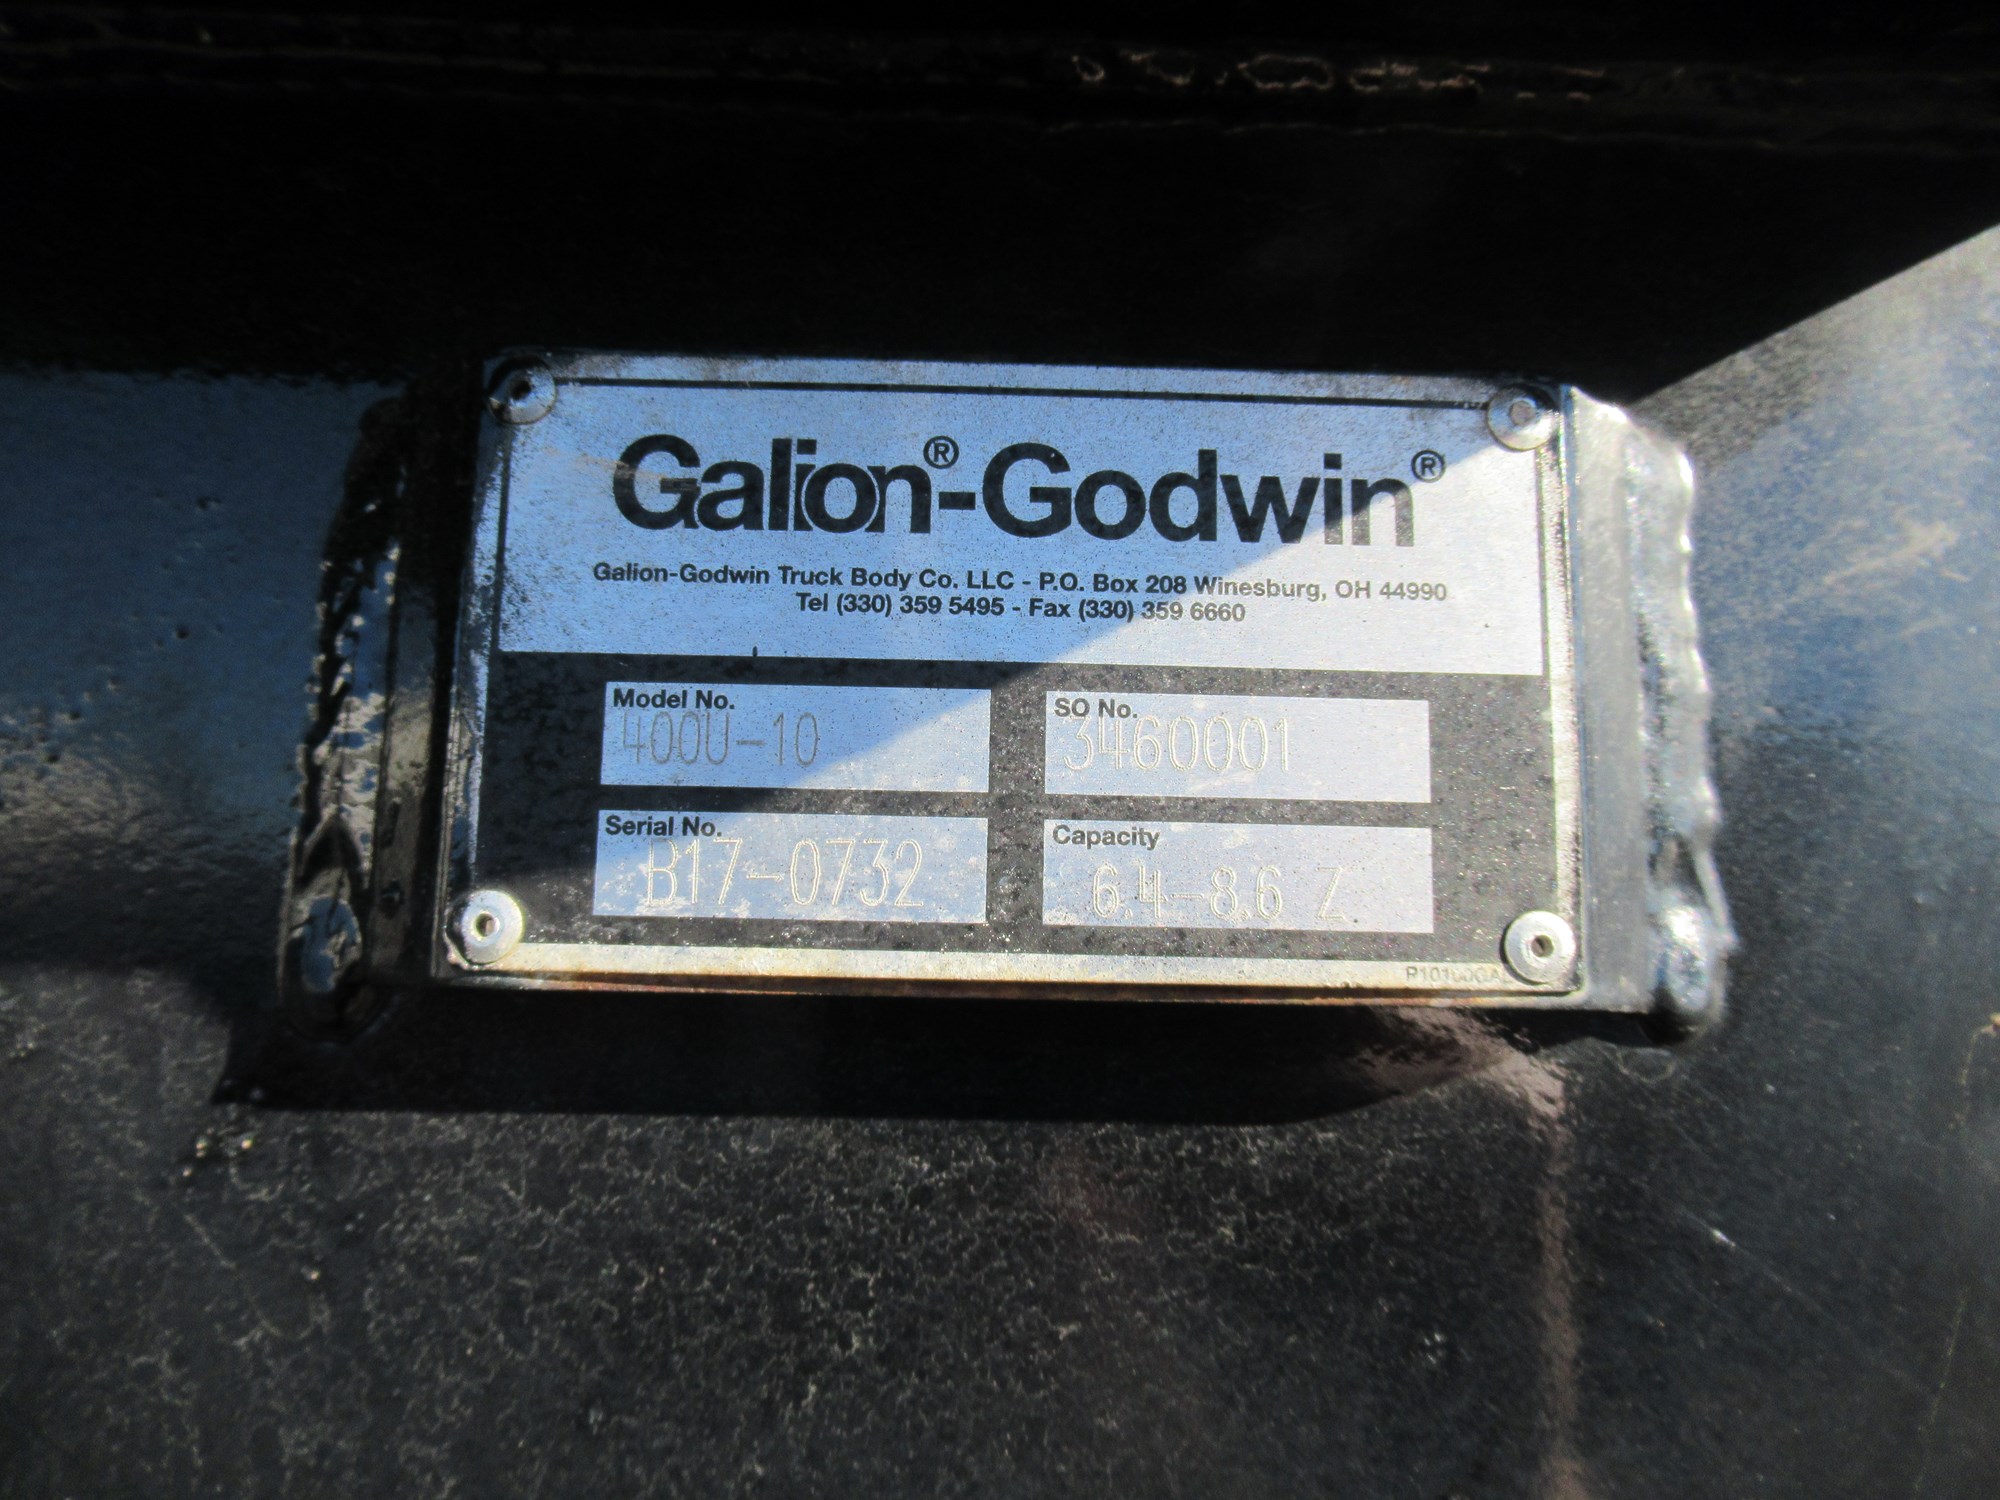 Galion®-Godwin®
Galion-Godwin Truck Body Co. LLC - P.O. Box 208 Winesburg, OH 44990
Tel (330) 359 5495 - Fax (330) 359 6660
Model No.
400U-10
SO No.
3460001
Serial No.
B17-0732
Capacity
6.4-8.6 Z